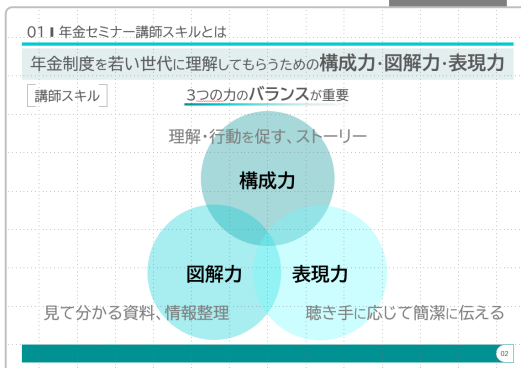 01 ▎年金セミナー講師スキルとは
年金制度を若い世代に理解してもらうための構成力・図解力・表現力
講師スキル
3つの力のバランスが重要
理解・行動を促す、ストーリー
構成力
図解力
表現力
見て分かる資料、情報整理
聴き手に応じて簡潔に伝える
02